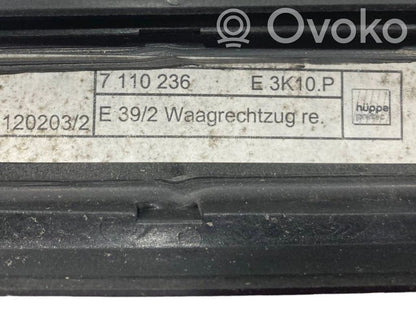 Ovoko
7 110 236 E 3K10.P
120203/2 E 39/2 Waagrechtzug re.
hüppe